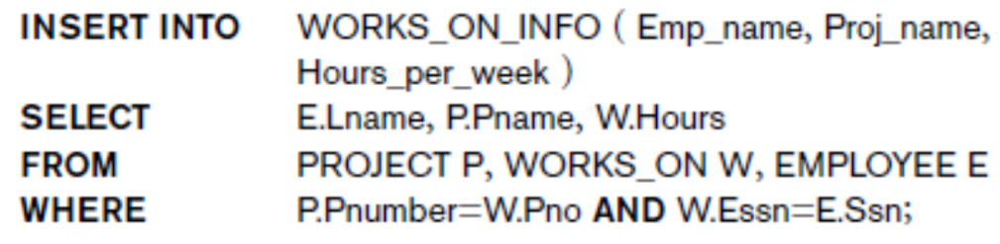 INSERT INTO WORKS_ON_INFO ( Emp_name, Proj_name,
Hours_per_week )
SELECT E.Lname, P.Pname, W.Hours
FROM PROJECT P, WORKS_ON W, EMPLOYEE E
WHERE P.Pnumber=W.Pno AND W.Essn=E.Ssn;